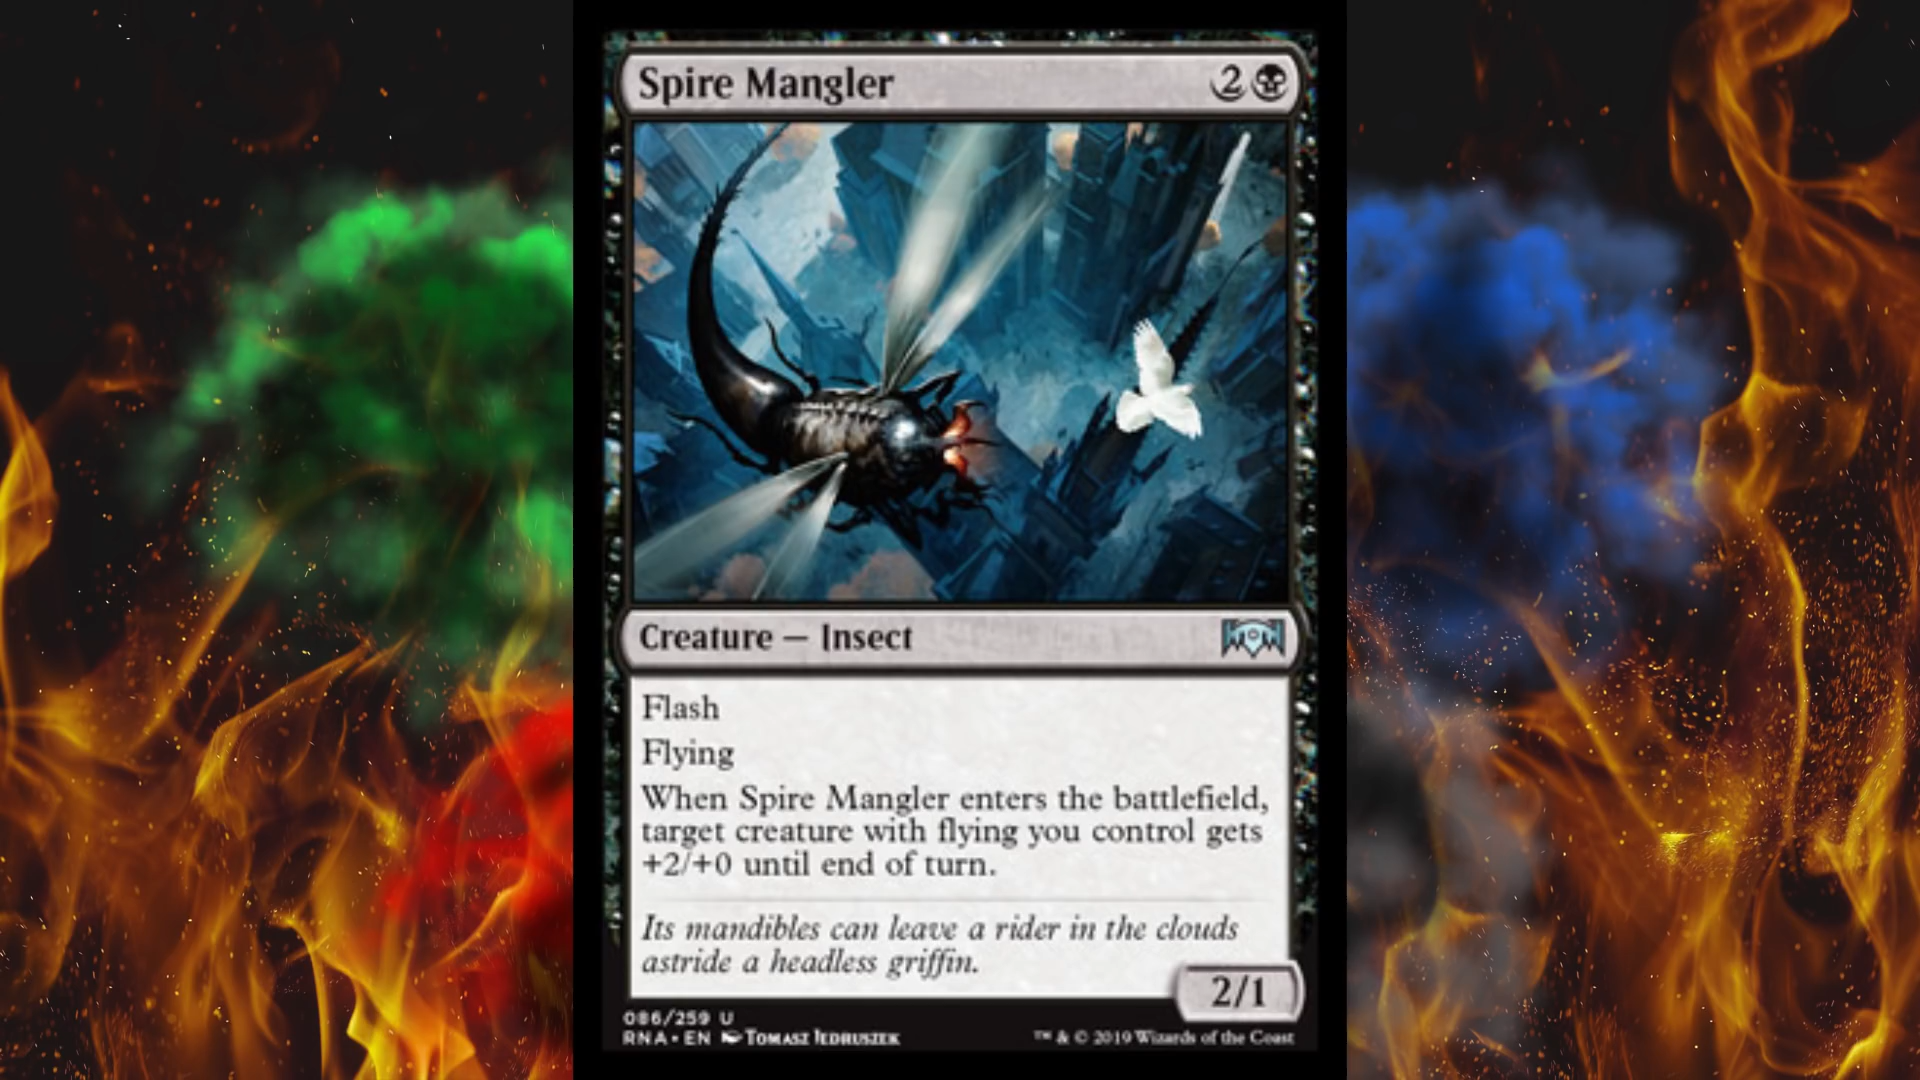 Spire Mangler 2
Creature — Insect
Flash
Flying
When Spire Mangler enters the battlefield,
target creature with flying you control gets
+2/+0 until end of turn.
Its mandibles can leave a rider in the clouds
astride a headless griffin.
2/1
086/259 U
RNA • EN Tomasz Jedruszek
™ & © 2019 Wizards of the Coast